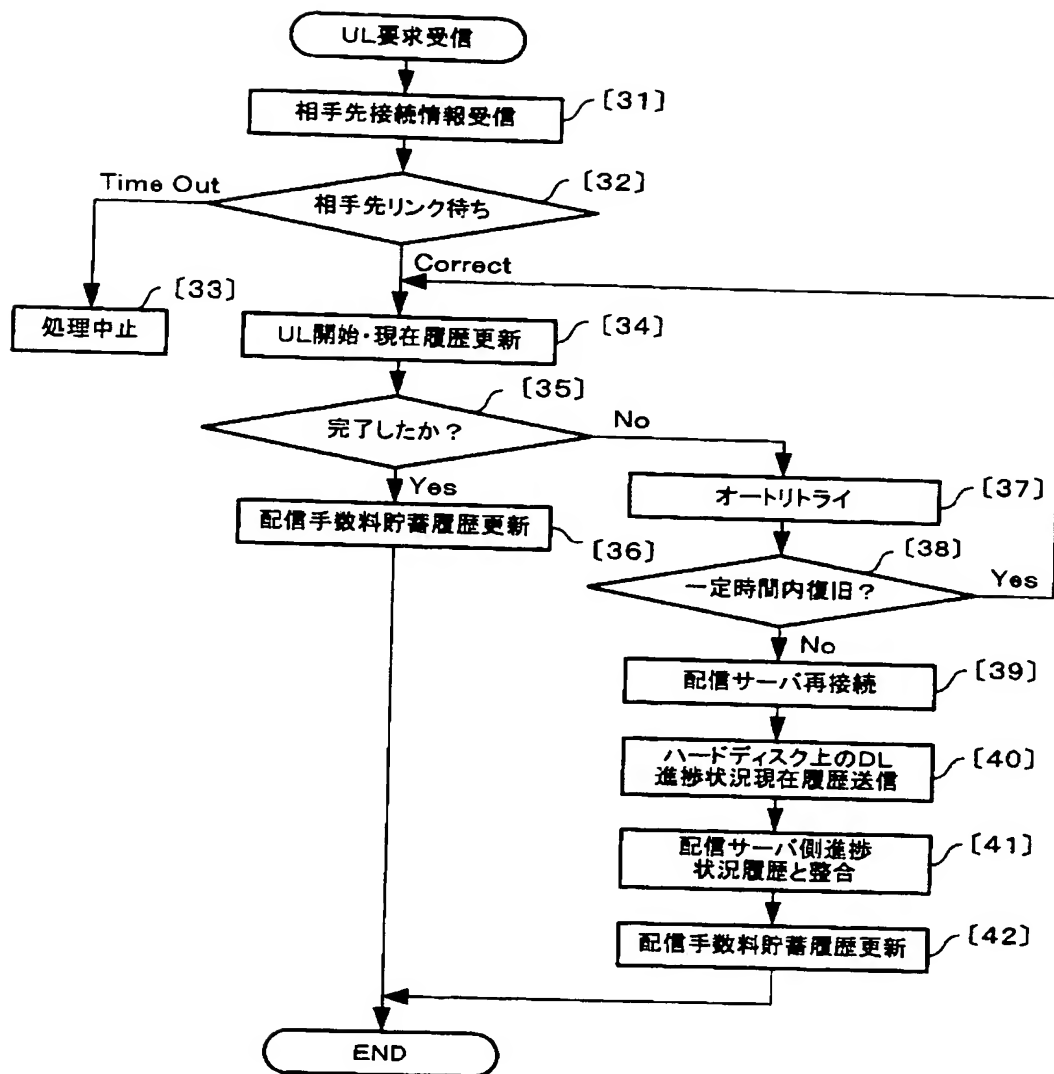 UL要求受信
相手先接続情報受信
〔31〕
Time Out
相手先リンク待ち
〔32〕
Correct
〔33〕
処理中止
UL開始・現在履歴更新
〔34〕
完了したか？
〔35〕
No
Yes
配信手数料貯蓄履歴更新
〔36〕
オートリトライ
〔37〕
一定時間内復旧？
〔38〕
Yes
No
配信サーバ再接続
〔39〕
ハードディスク上のDL
進捗状況現在履歴送信
〔40〕
配信サーバ側進捗
状況履歴と整合
〔41〕
配信手数料貯蓄履歴更新
〔42〕
END